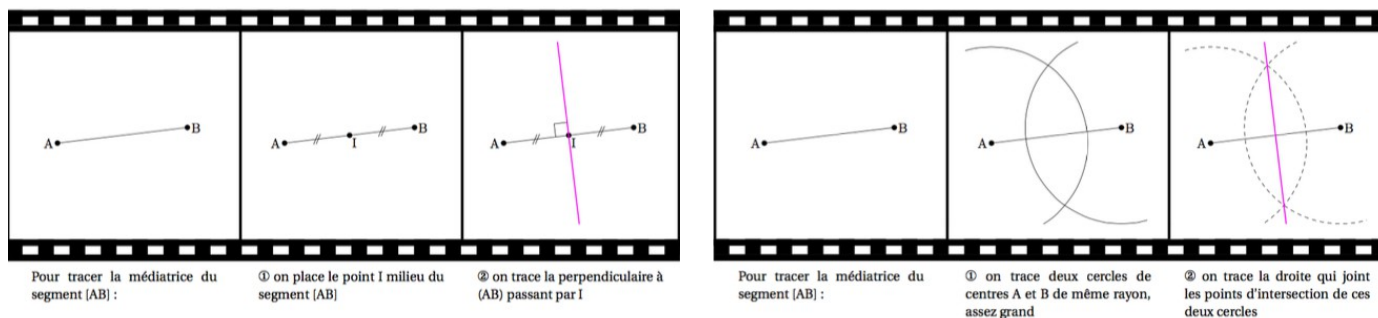 A
B
A
I
B
A
I
B
Pour tracer la médiatrice du
segment [AB] :
① on place le point I milieu du
segment [AB]
② on trace la perpendiculaire à
(AB) passant par I
A
B
A
B
A
B
Pour tracer la médiatrice du
segment [AB] :
① on trace deux cercles de
centres A et B de même rayon,
assez grand
② on trace la droite qui joint
les points d'intersection de ces
deux cercles